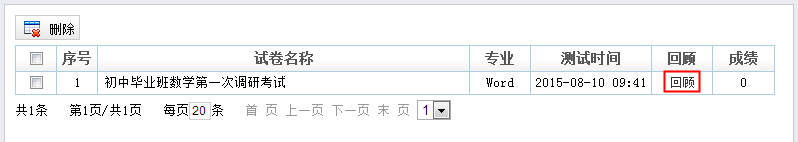 删除
序号 试卷名称 专业 测试时间 回顾 成绩
1 初中毕业班数学第一次调研考试 Word 2015-08-10 09:41 回顾 0
共1条 第1页/共1页 每页20条 首 页 上一页 下一页 末 页 1